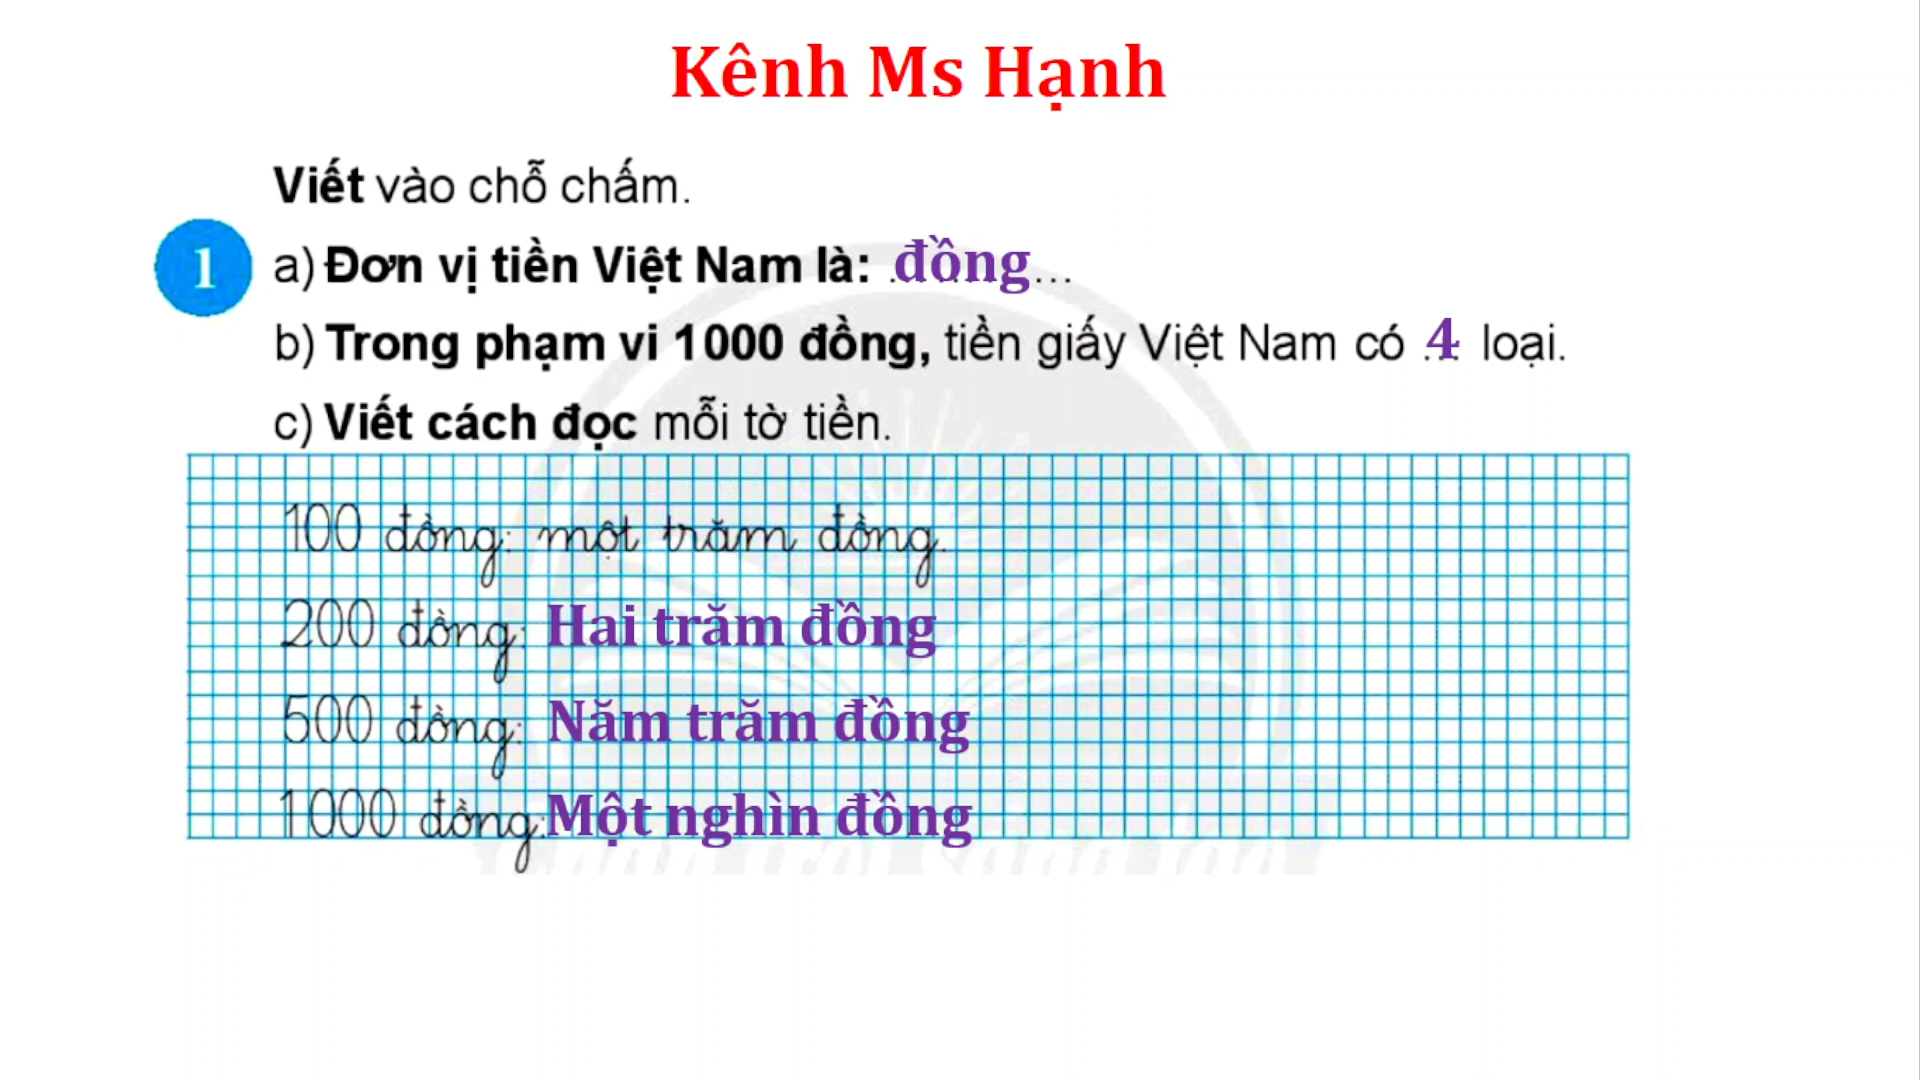 Kênh Ms Hạnh
Viết vào chỗ chấm.
1 a) Đơn vị tiền Việt Nam là: .đồng...
b) Trong phạm vi 1000 đồng, tiền giấy Việt Nam có .4. loại.
c) Viết cách đọc mỗi tờ tiền.
100 đồng: một trăm đồng.
200 đồng: Hai trăm đồng
500 đồng: Năm trăm đồng
1000 đồng: Một nghìn đồng